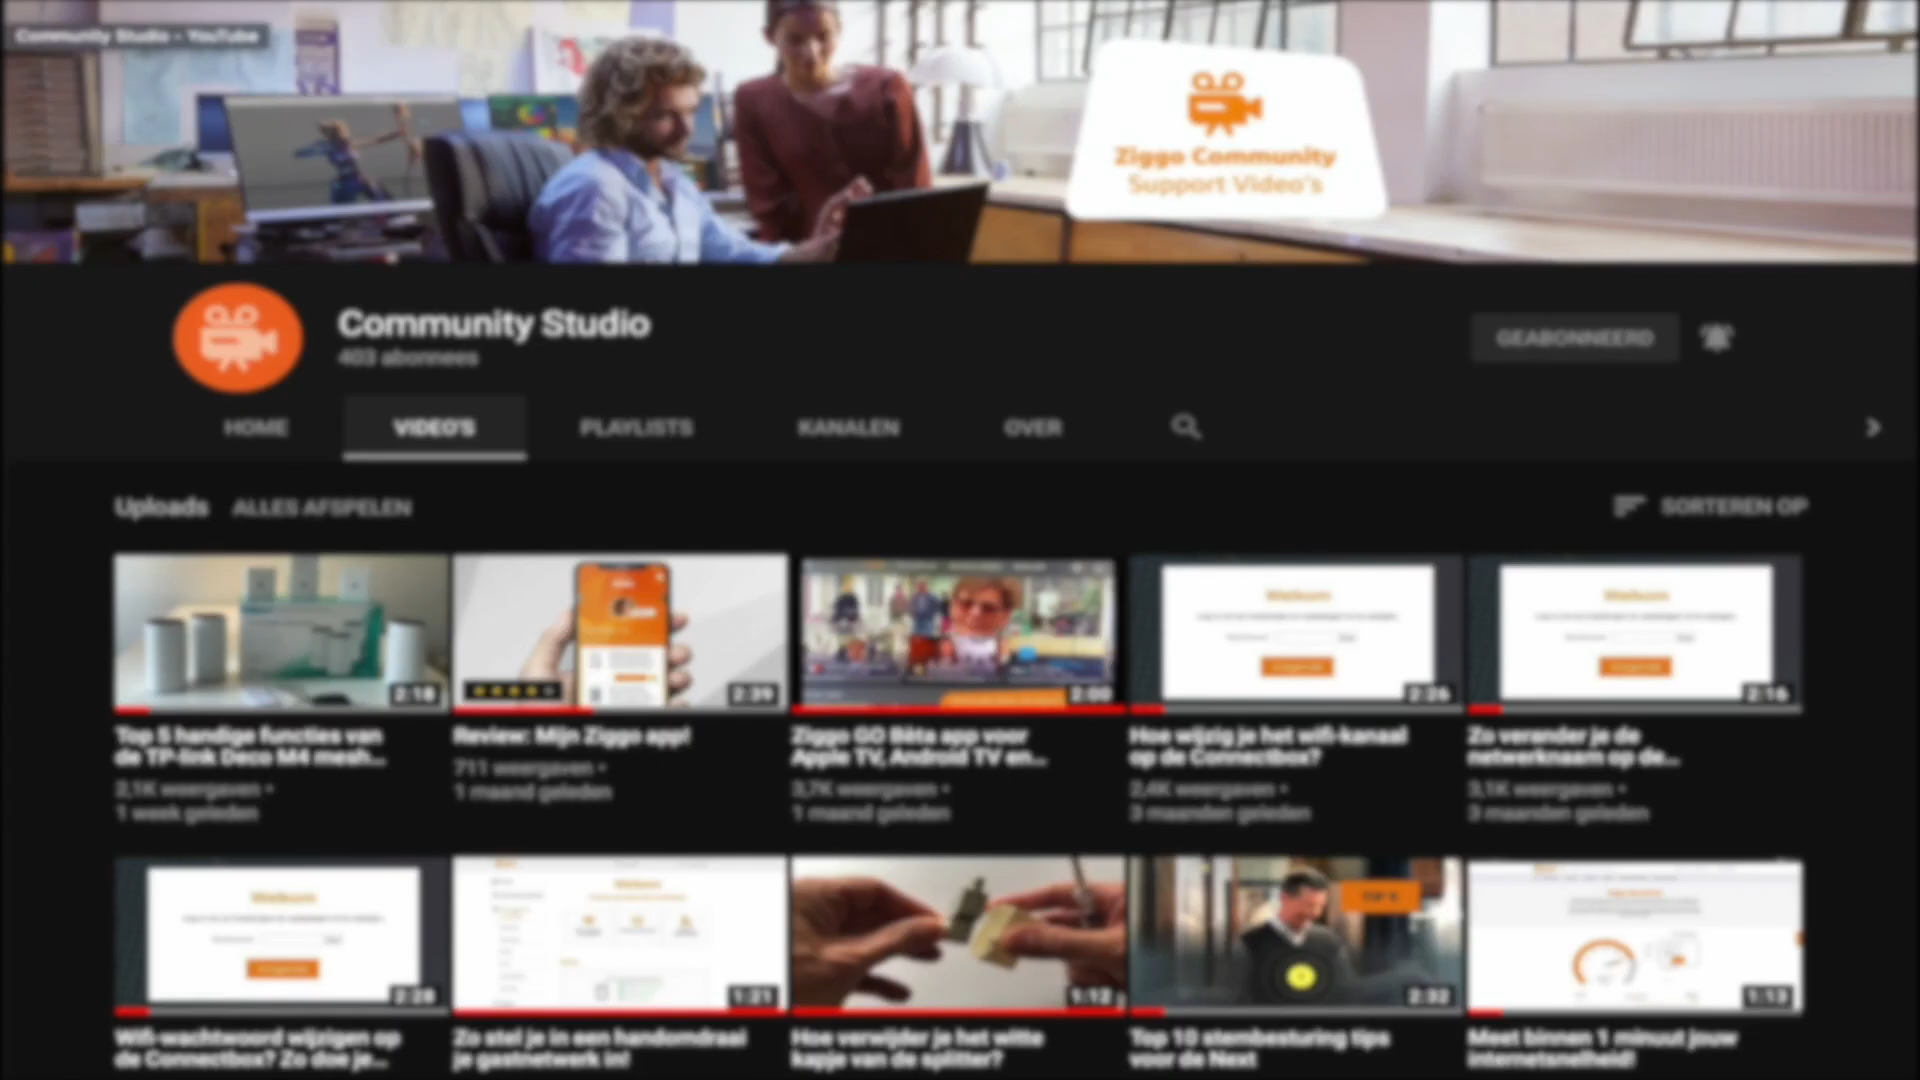 Community Studio - YouTube
Ziggo Community
Support Video's
Community Studio
403 abonnees
GEABONNEERD
HOME
VIDEO'S
PLAYLISTS
KANALEN
OVER
Uploads
ALLES AFSPELEN
SORTEREN OP
2:18
2:39
2:00
2:26
2:16
Welkom
Welkom
Top 5 handige functies van
de TP-link Deco M4 mesh...
2,1K weergaven •
1 week geleden
Review: Mijn Ziggo app!
711 weergaven •
1 maand geleden
Ziggo GO Bèta app voor
Apple TV, Android TV en...
3,7K weergaven •
1 maand geleden
Hoe wijzig je het wifi-kanaal
op de Connectbox?
2,4K weergaven •
3 maanden geleden
Zo verander je de
netwerknaam op de...
3,1K weergaven •
3 maanden geleden
Welkom
2:28
1:21
1:12
2:32
1:13
Wifi-wachtwoord wijzigen op
de Connectbox? Zo doe je...
Zo stel je in een handomdraai
je gastnetwerk in!
Hoe verwijder je het witte
kapje van de splitter?
Top 10 stembesturing tips
voor de Next
Meet binnen 1 minuut jouw
internetsnelheid!